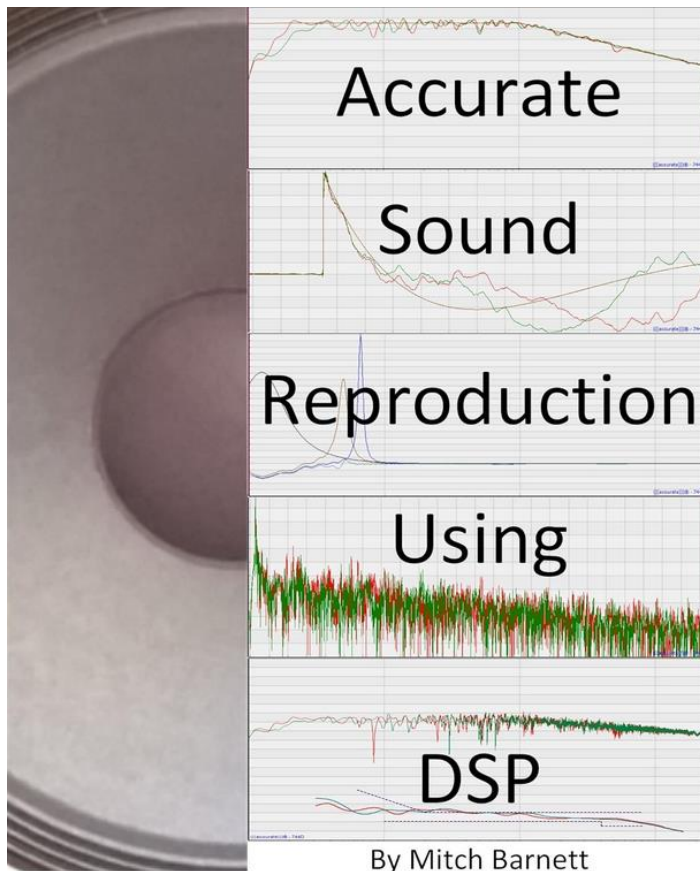 Accurate
Sound
Reproduction
Using
DSP
By Mitch Barnett